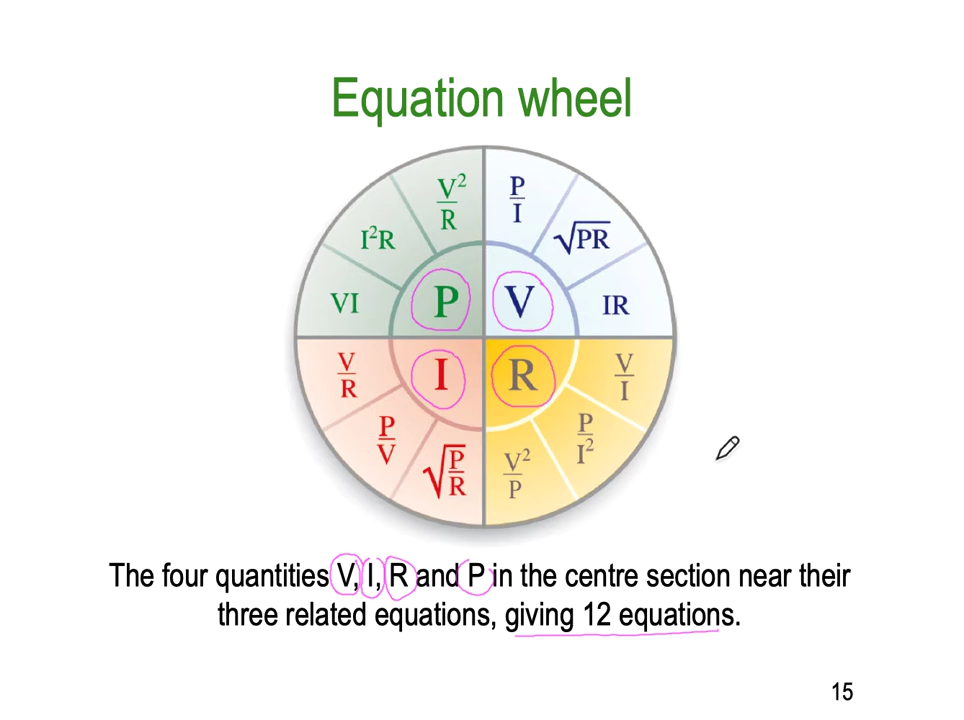 Equation wheel
V²/R
P/I
I²R
√PR
VI
P
V
IR
V/R
I
R
V/I
P/V
P/I²
√P/R
V²/P
The four quantities V, I, R and P in the centre section near their
three related equations, giving 12 equations.
15